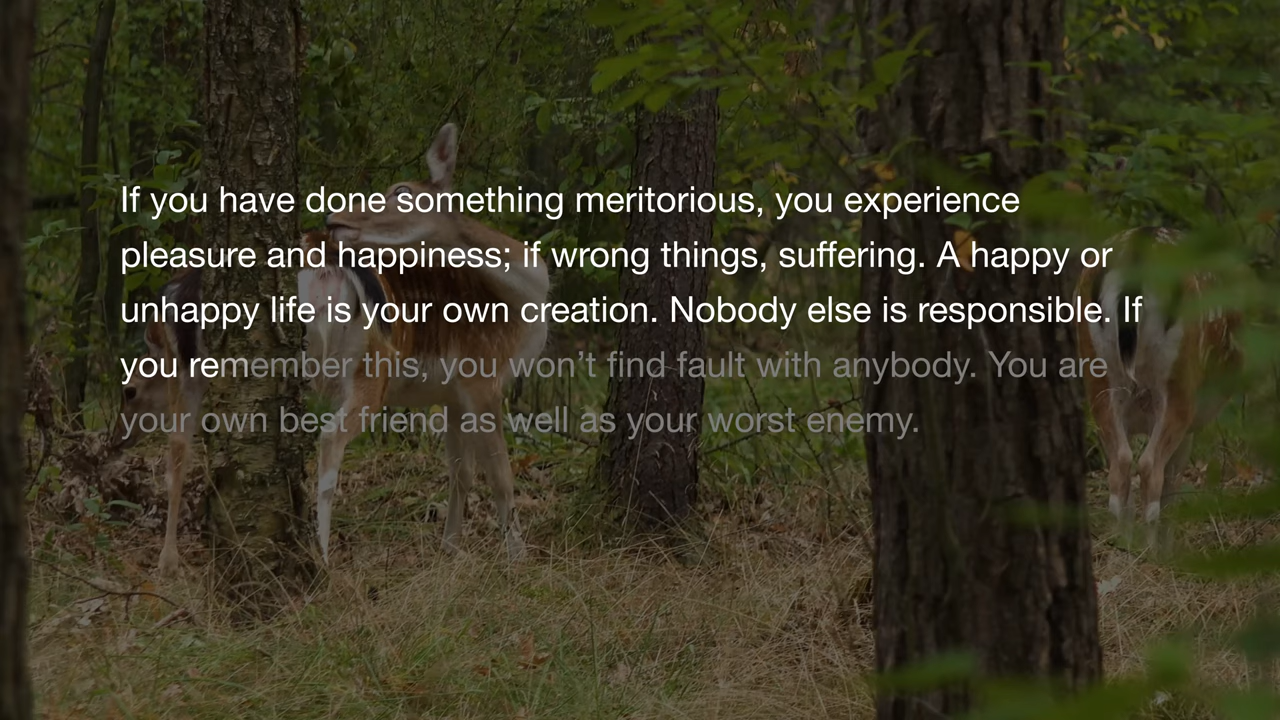 If you have done something meritorious, you experience
pleasure and happiness; if wrong things, suffering. A happy or
unhappy life is your own creation. Nobody else is responsible. If
you remember this, you won’t find fault with anybody. You are
your own best friend as well as your worst enemy.